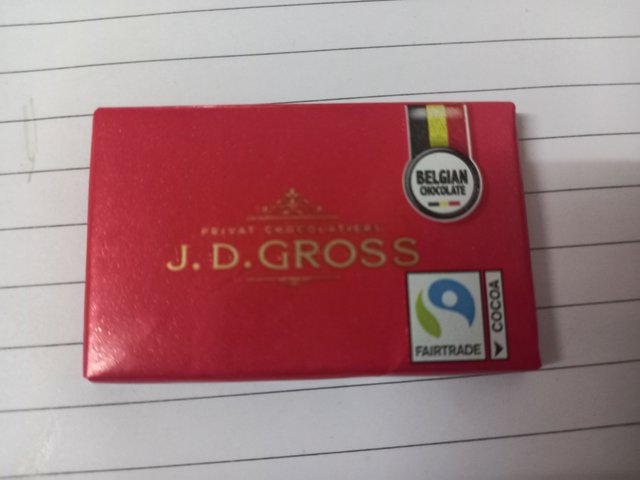 BELGIAN
CHOCOLATE
PRIVAT CHOCOLATIERS
J. D. GROSS
FAIRTRADE
COCOA